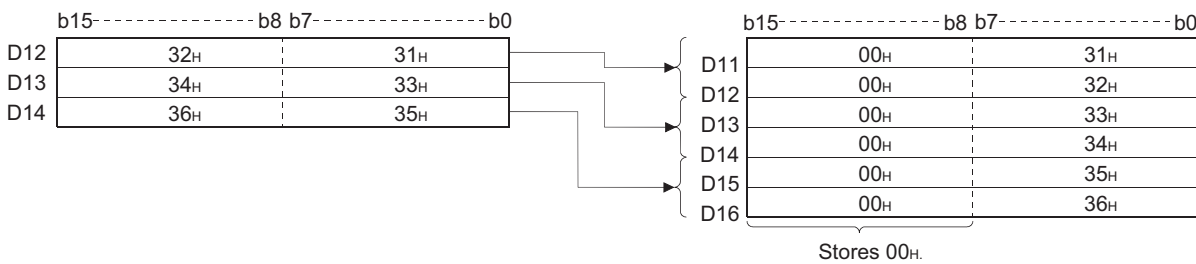 b15 b8 b7 b0
D12 32H 31H
D13 34H 33H
D14 36H 35H
b15 b8 b7 b0
D11 00H 31H
D12 00H 32H
D13 00H 33H
D14 00H 34H
D15 00H 35H
D16 00H 36H
Stores 00H.